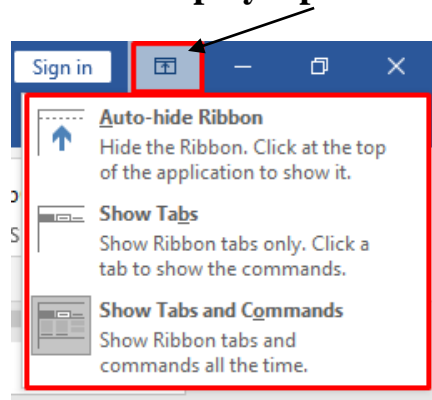 Sign in
Auto-hide Ribbon
Hide the Ribbon. Click at the top
of the application to show it.
Show Tabs
Show Ribbon tabs only. Click a
tab to show the commands.
Show Tabs and Commands
Show Ribbon tabs and
commands all the time.